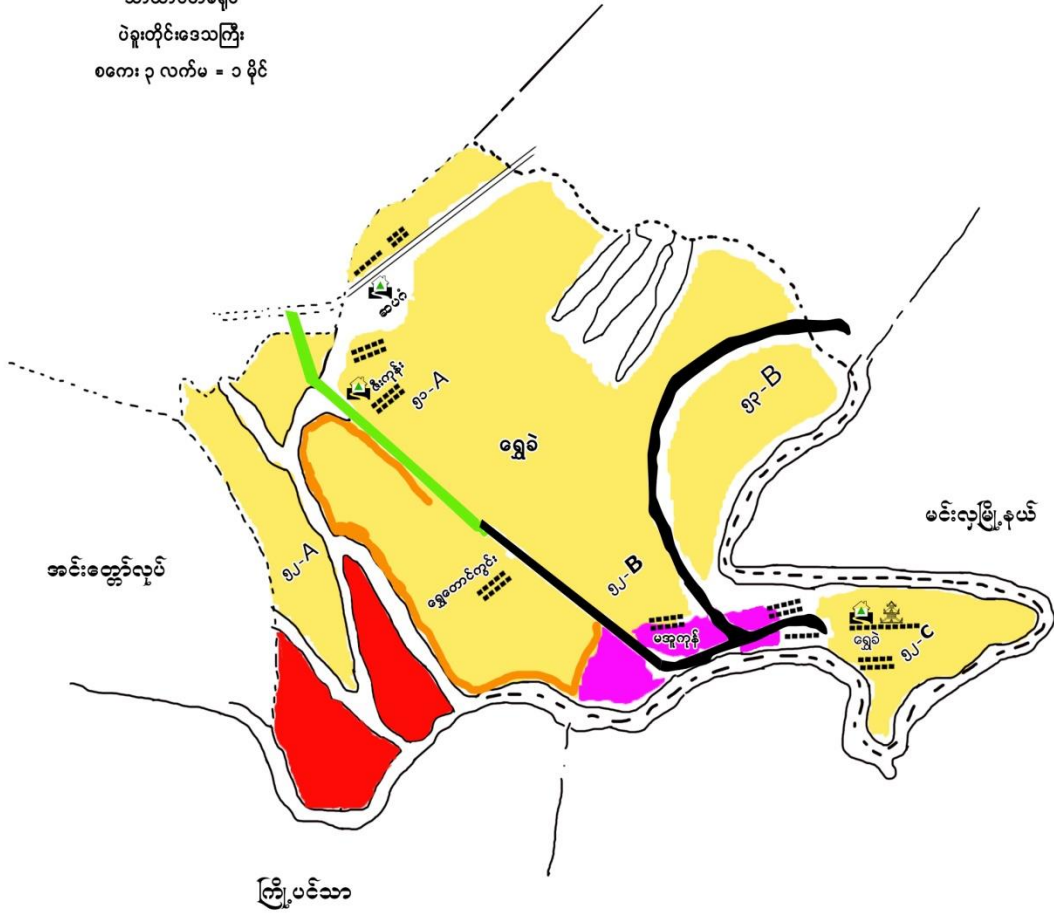 ပဲခူးတိုင်းဒေသကြီး
စကေး ၃ လက်မ = ၁ မိုင်
ဆပဂံ
ဇီးကုန်း
၅၁-A
ရွှေခဲ
၅၃-B
မင်းလှမြို့နယ်
အင်းတ္တော်လုပ်
၅၂-A
ရွှေတောင်ကွင်း
၅၂-B
မအူကုန်
ရွှေခဲ
၅၂-C
ကြို့ပင်သာ